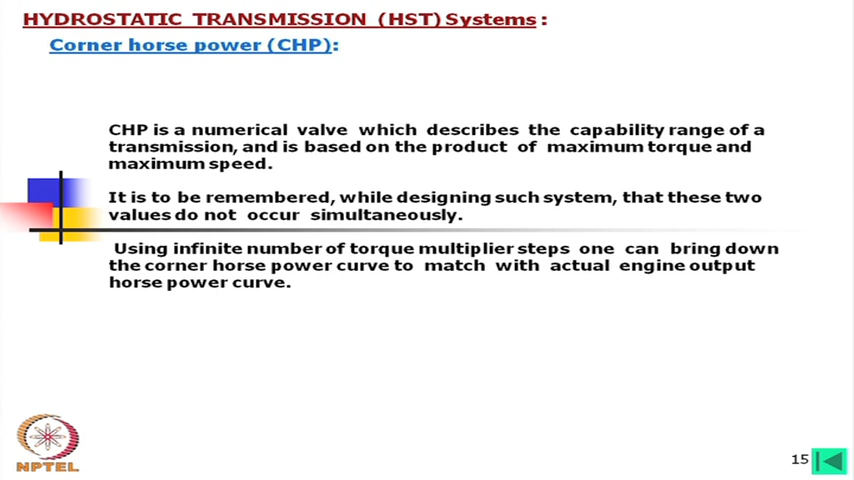 HYDROSTATIC TRANSMISSION (HST) Systems :
Corner horse power (CHP):
CHP is a numerical valve which describes the capability range of a
transmission, and is based on the product of maximum torque and
maximum speed.
It is to be remembered, while designing such system, that these two
values do not occur simultaneously.
Using infinite number of torque multiplier steps one can bring down
the corner horse power curve to match with actual engine output
horse power curve.
NPTEL
15